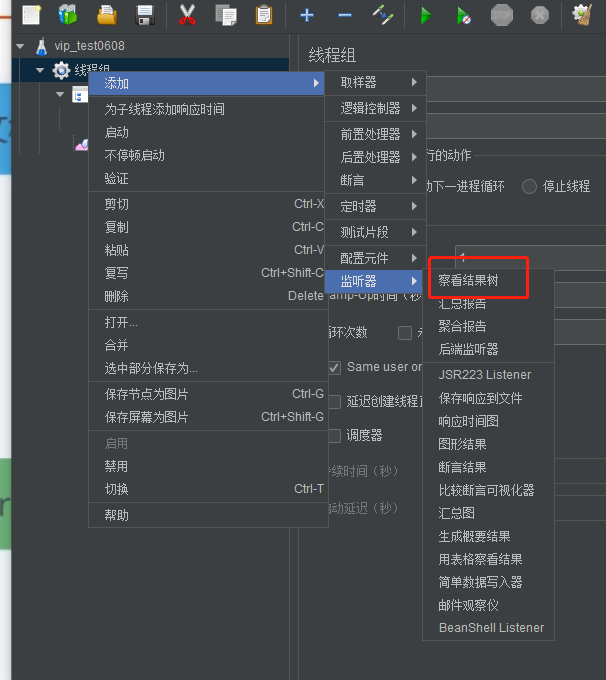 STOP
vip_test0608
线程组
线程组
添加
为子线程添加响应时间
启动
不停顿启动
验证
剪切 Ctrl-X
复制 Ctrl-C
粘贴 Ctrl-V
复写 Ctrl+Shift-C
删除 Delete
打开...
合并
选中部分保存为...
保存节点为图片 Ctrl-G
保存屏幕为图片 Ctrl+Shift-G
启用
禁用
切换 Ctrl-T
帮助
取样器
逻辑控制器
前置处理器
后置处理器
断言
定时器
测试片段
配置元件
监听器
行的动作
动下一进程循环 停止线程
1
amp-Up时间（秒
循环次数
Same user or
延迟创建线程直
调度器
持续时间（秒）
启动延迟（秒）
察看结果树
汇总报告
聚合报告
后端监听器
JSR223 Listener
保存响应到文件
响应时间图
图形结果
断言结果
比较断言可视化器
汇总图
生成概要结果
用表格察看结果
简单数据写入器
邮件观察仪
BeanShell Listener